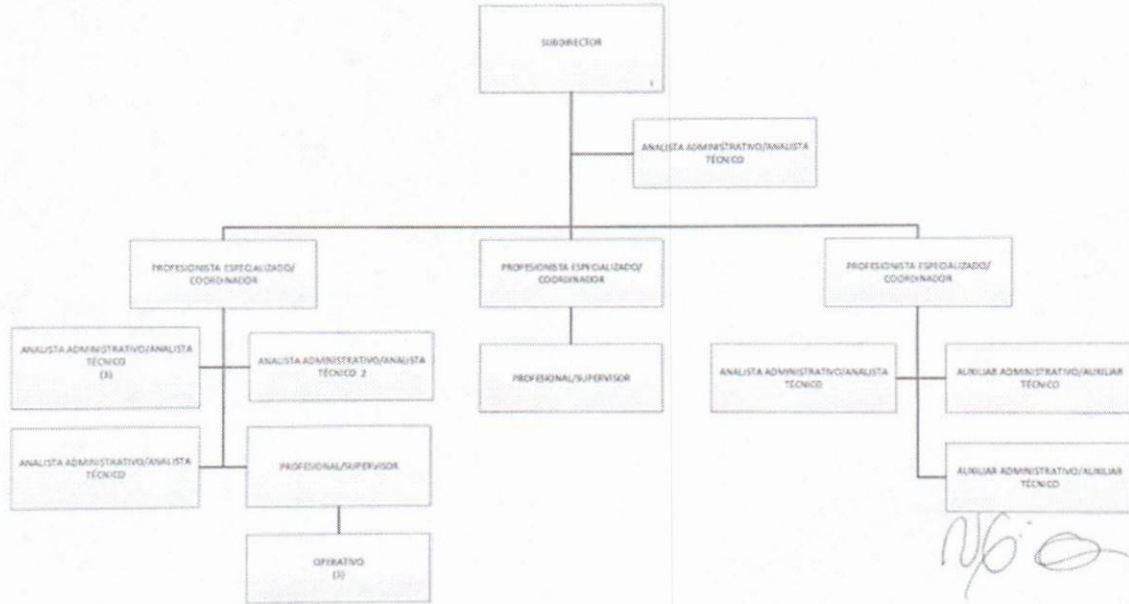 SUBDIRECTOR
1
ANALISTA ADMINISTRATIVO/ANALISTA
TÉCNICO
PROFESIONISTA ESPECIALIZADO/
COORDINADOR
PROFESIONISTA ESPECIALIZADO/
COORDINADOR
PROFESIONISTA ESPECIALIZADO/
COORDINADOR
ANALISTA ADMINISTRATIVO/ANALISTA
TÉCNICO
(3)
ANALISTA ADMINISTRATIVO/ANALISTA
TÉCNICO 2
PROFESIONAL/SUPERVISOR
ANALISTA ADMINISTRATIVO/ANALISTA
TÉCNICO
AUXILIAR ADMINISTRATIVO/AUXILIAR
TÉCNICO
ANALISTA ADMINISTRATIVO/ANALISTA
TÉCNICO
PROFESIONAL/SUPERVISOR
AUXILIAR ADMINISTRATIVO/AUXILIAR
TÉCNICO
OPERATIVO